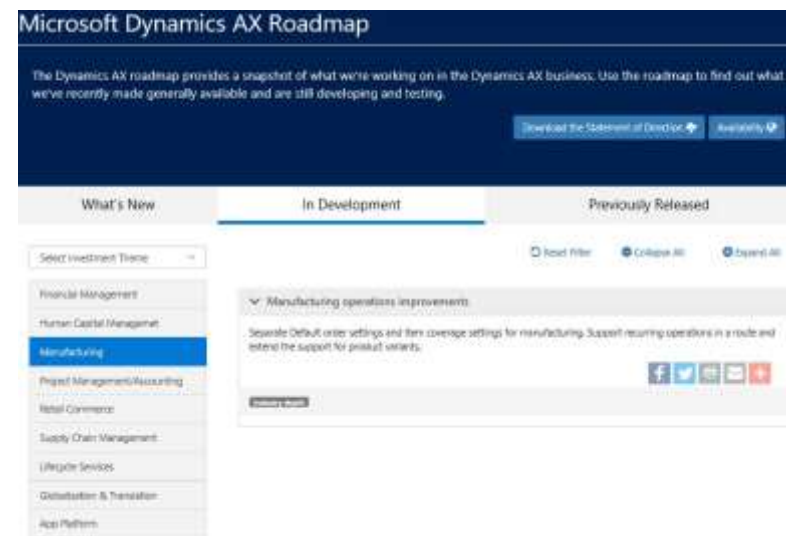 Microsoft Dynamics AX Roadmap
The Dynamics AX roadmap provides a snapshot of what we're working on in the Dynamics AX business. Use the roadmap to find out what
we've recently made generally available and are still developing and testing.
Download the Statement of Direction
Availability
What's New
In Development
Previously Released
Select Investment Theme
Reset Filter
Collapse All
Expand All
Financial Management
Human Capital Managemet
Manufacturing
Project Management/Accounting
Retail Commerce
Supply Chain Management
Lifecycle Services
Globalization & Translation
App Platform
Manufacturing operations improvements
Separate Default order settings and item coverage settings for manufacturing. Support recurring operations in a route and
extend the support for product variants.